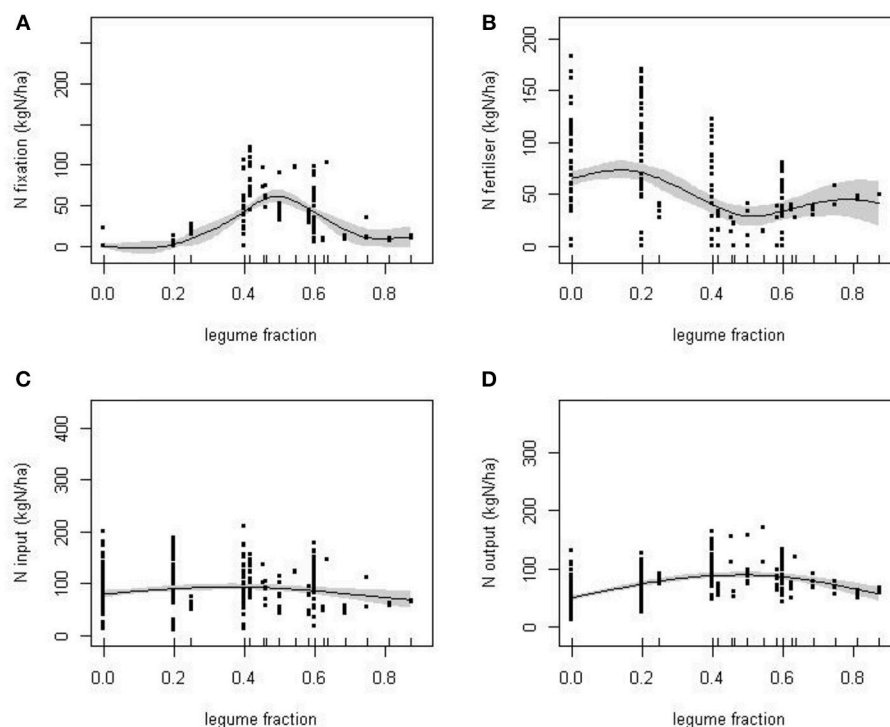 A
N fixation (kgN/ha)
0 50 100 200
0.0 0.2 0.4 0.6 0.8
legume fraction
B
N fertilser (kgN/ha)
0 50 100 150 200
0.0 0.2 0.4 0.6 0.8
legume fraction
C
N input (kgN/ha)
0 100 200 300 400
0.0 0.2 0.4 0.6 0.8
legume fraction
D
N output (kgN/ha)
0 100 200 300
0.0 0.2 0.4 0.6 0.8
legume fraction